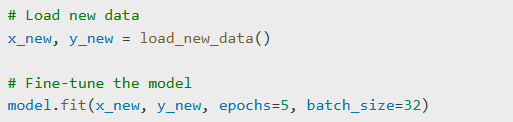 # Load new data
x_new, y_new = load_new_data()
# Fine-tune the model
model.fit(x_new, y_new, epochs=5, batch_size=32)